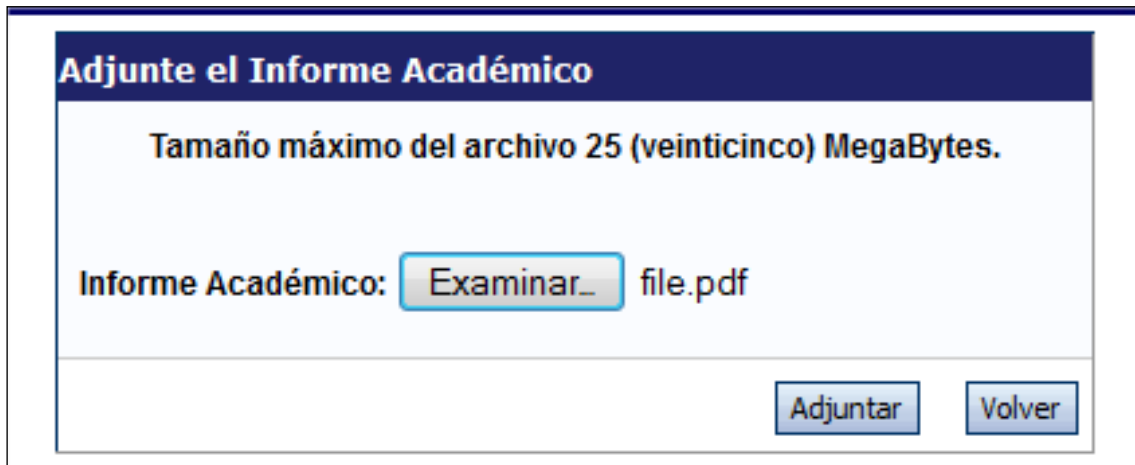 Adjunte el Informe Académico
Tamaño máximo del archivo 25 (veinticinco) MegaBytes.
Informe Académico: Examinar... file.pdf
Adjuntar Volver